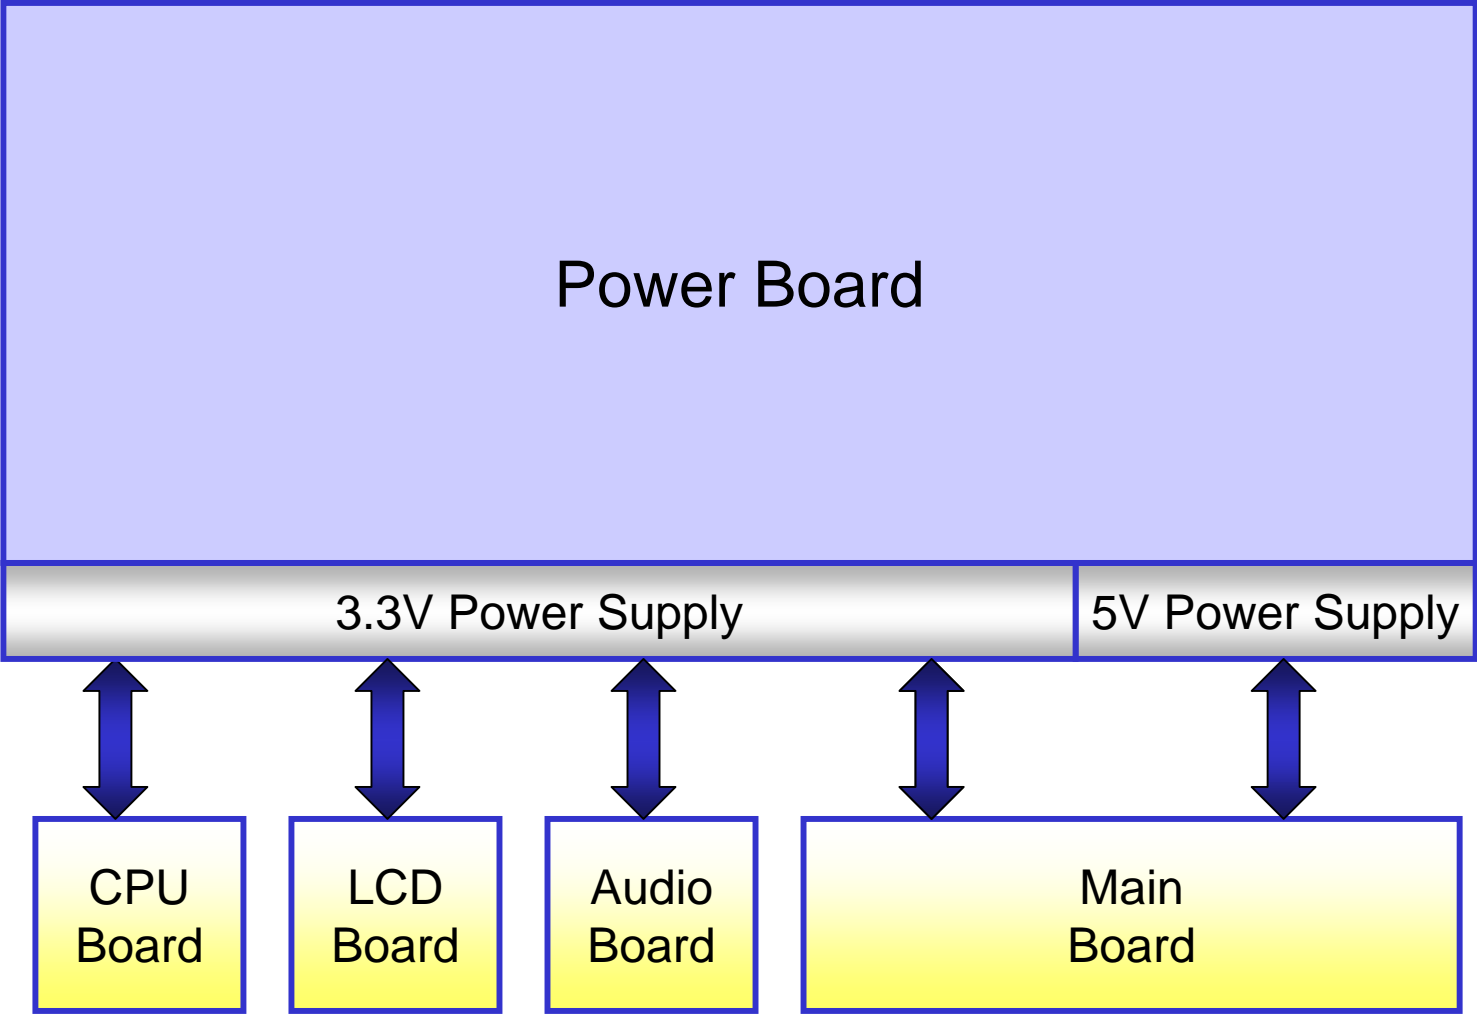 Power Board
3.3V Power Supply
5V Power Supply
CPU
Board
LCD
Board
Audio
Board
Main
Board